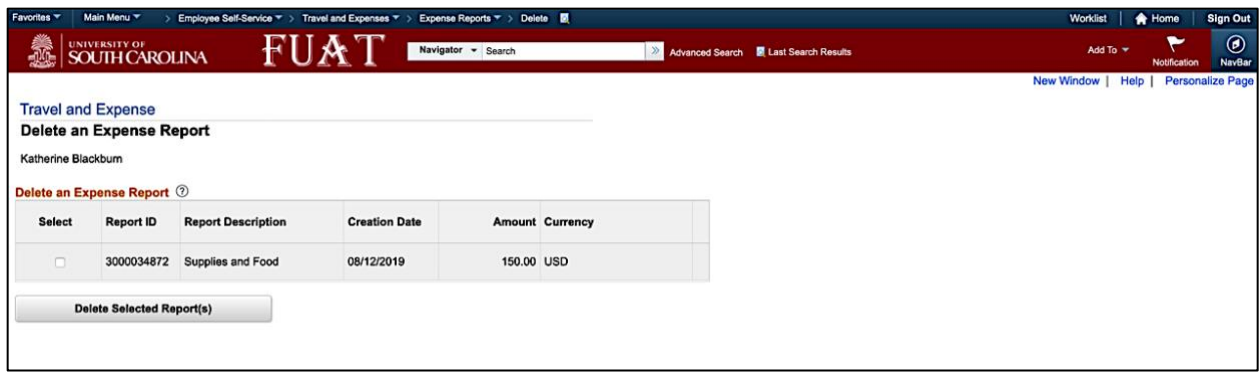 Favorites Main Menu > Employee Self-Service > Travel and Expenses > Expense Reports > Delete Worklist Home Sign Out
UNIVERSITY OF
SOUTH CAROLINA FUAT Navigator Search >> Advanced Search Last Search Results Add To Notification NavBar
New Window | Help | Personalize Page
Travel and Expense
Delete an Expense Report
Katherine Blackburn
Delete an Expense Report ?
Select Report ID Report Description Creation Date Amount Currency
3000034872 Supplies and Food 08/12/2019 150.00 USD
Delete Selected Report(s)